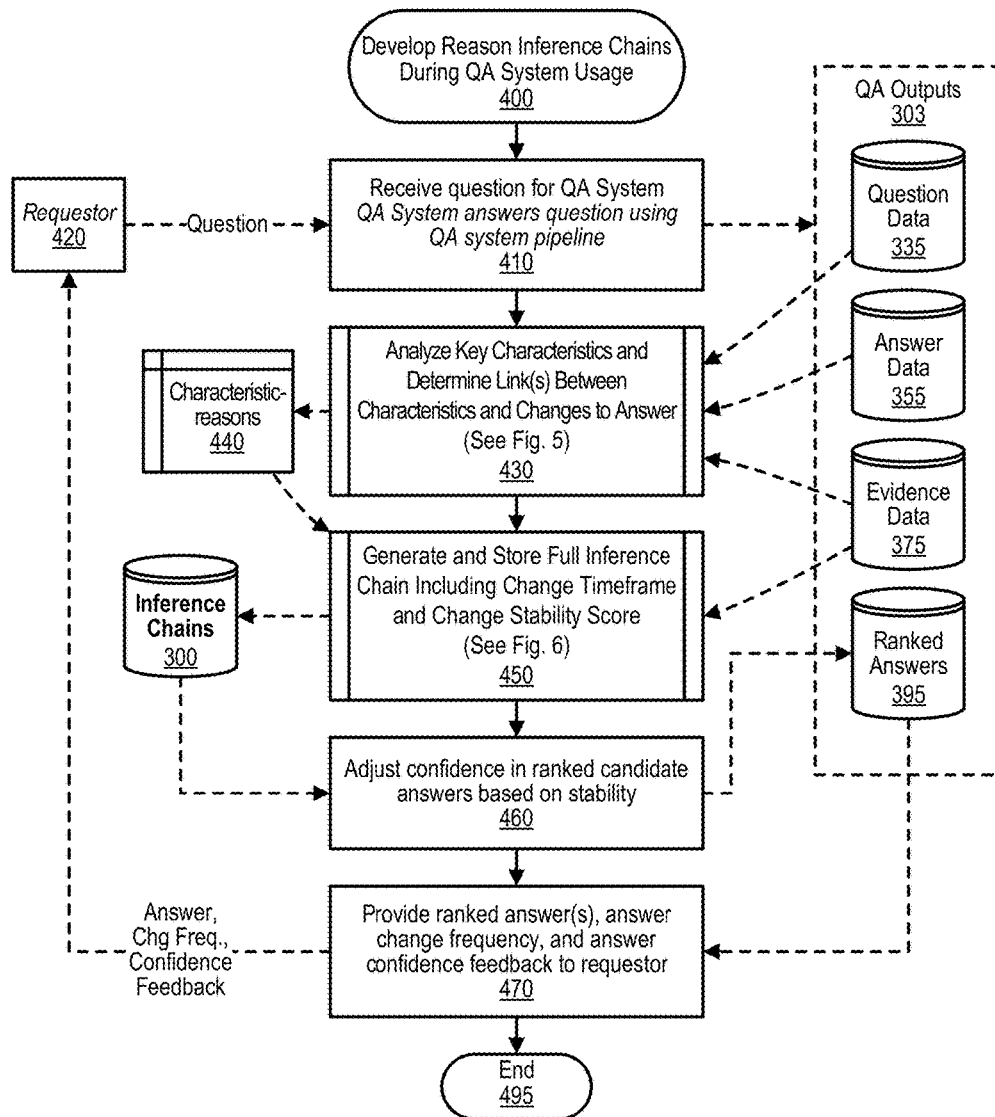 Develop Reason Inference Chains
During QA System Usage
400
QA Outputs
303
Requestor
420
Question
Receive question for QA System
QA System answers question using
QA system pipeline
410
Question
Data
335
Analyze Key Characteristics and
Determine Link(s) Between
Characteristics and Changes to Answer
(See Fig. 5)
430
Characteristic-
reasons
440
Answer
Data
355
Generate and Store Full Inference
Chain Including Change Timeframe
and Change Stability Score
(See Fig. 6)
450
Evidence
Data
375
Inference
Chains
300
Ranked
Answers
395
Adjust confidence in ranked candidate
answers based on stability
460
Answer,
Chg Freq.,
Confidence
Feedback
Provide ranked answer(s), answer
change frequency, and answer
confidence feedback to requestor
470
End
495